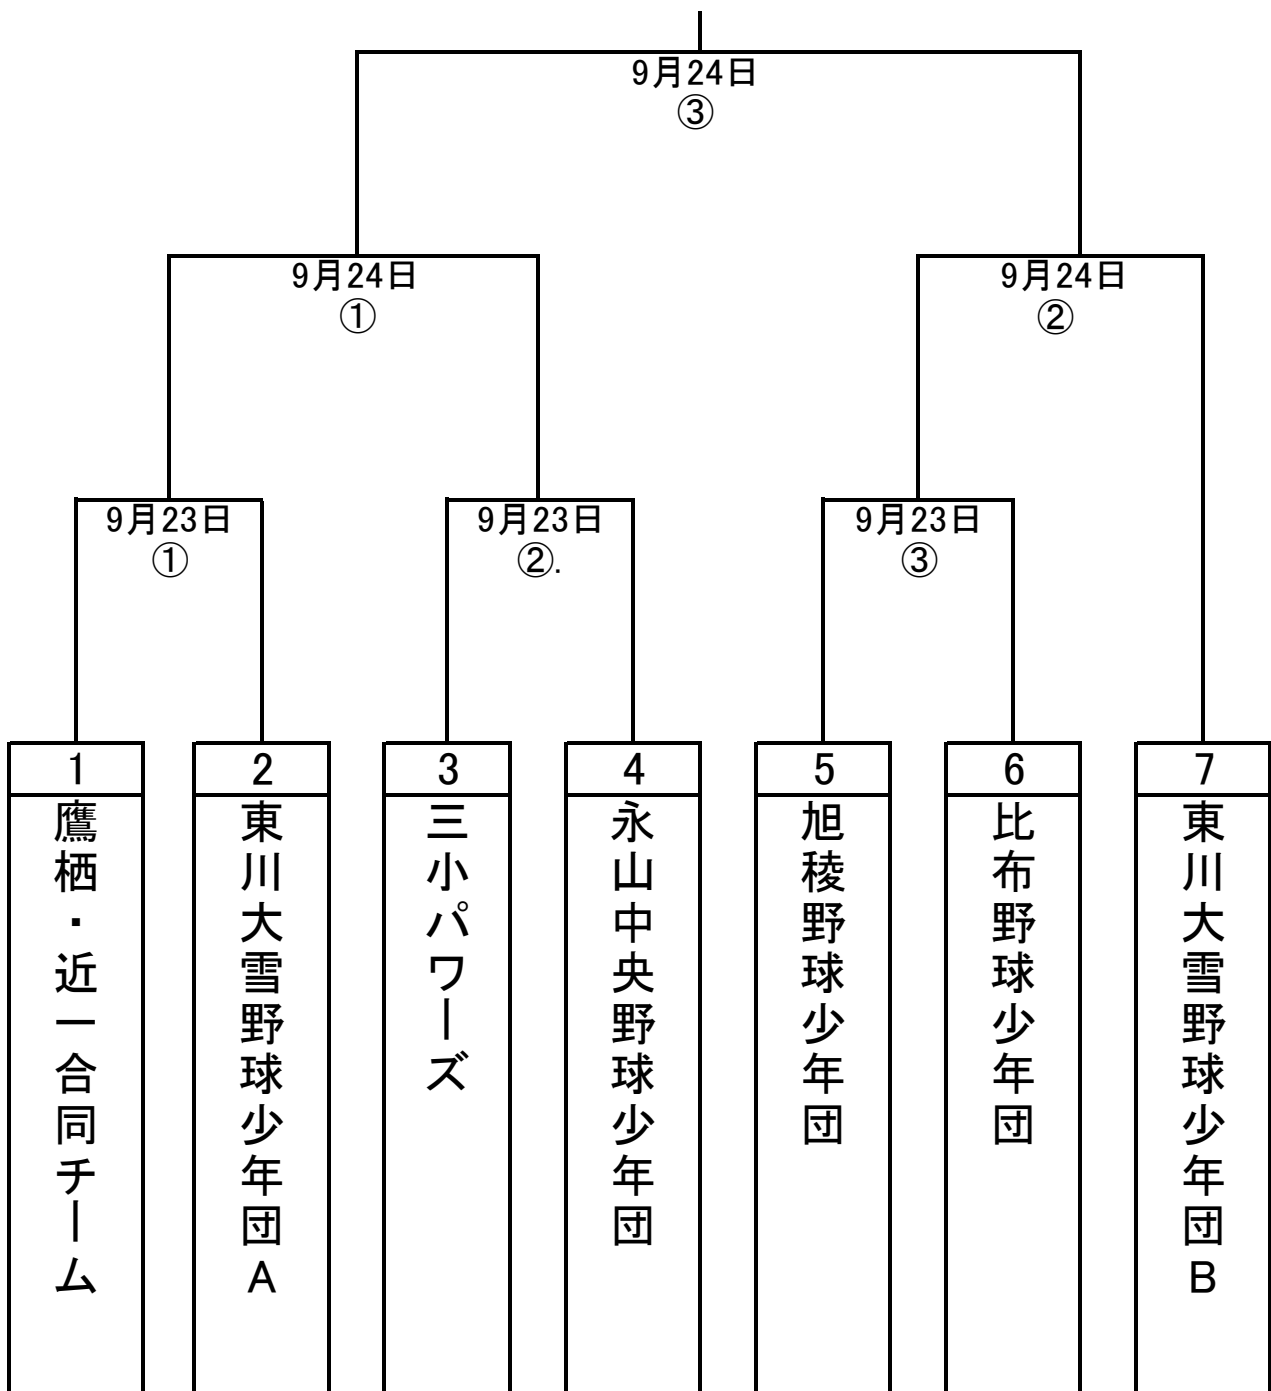 9月24日
③
9月24日
①
9月24日
②
9月23日
①
9月23日
②.
9月23日
③
1
2
3
4
5
6
7
鷹栖・近一合同チーム
東川大雪野球少年団A
三小パワーズ
永山中央野球少年団
旭稜野球少年団
比布野球少年団
東川大雪野球少年団B